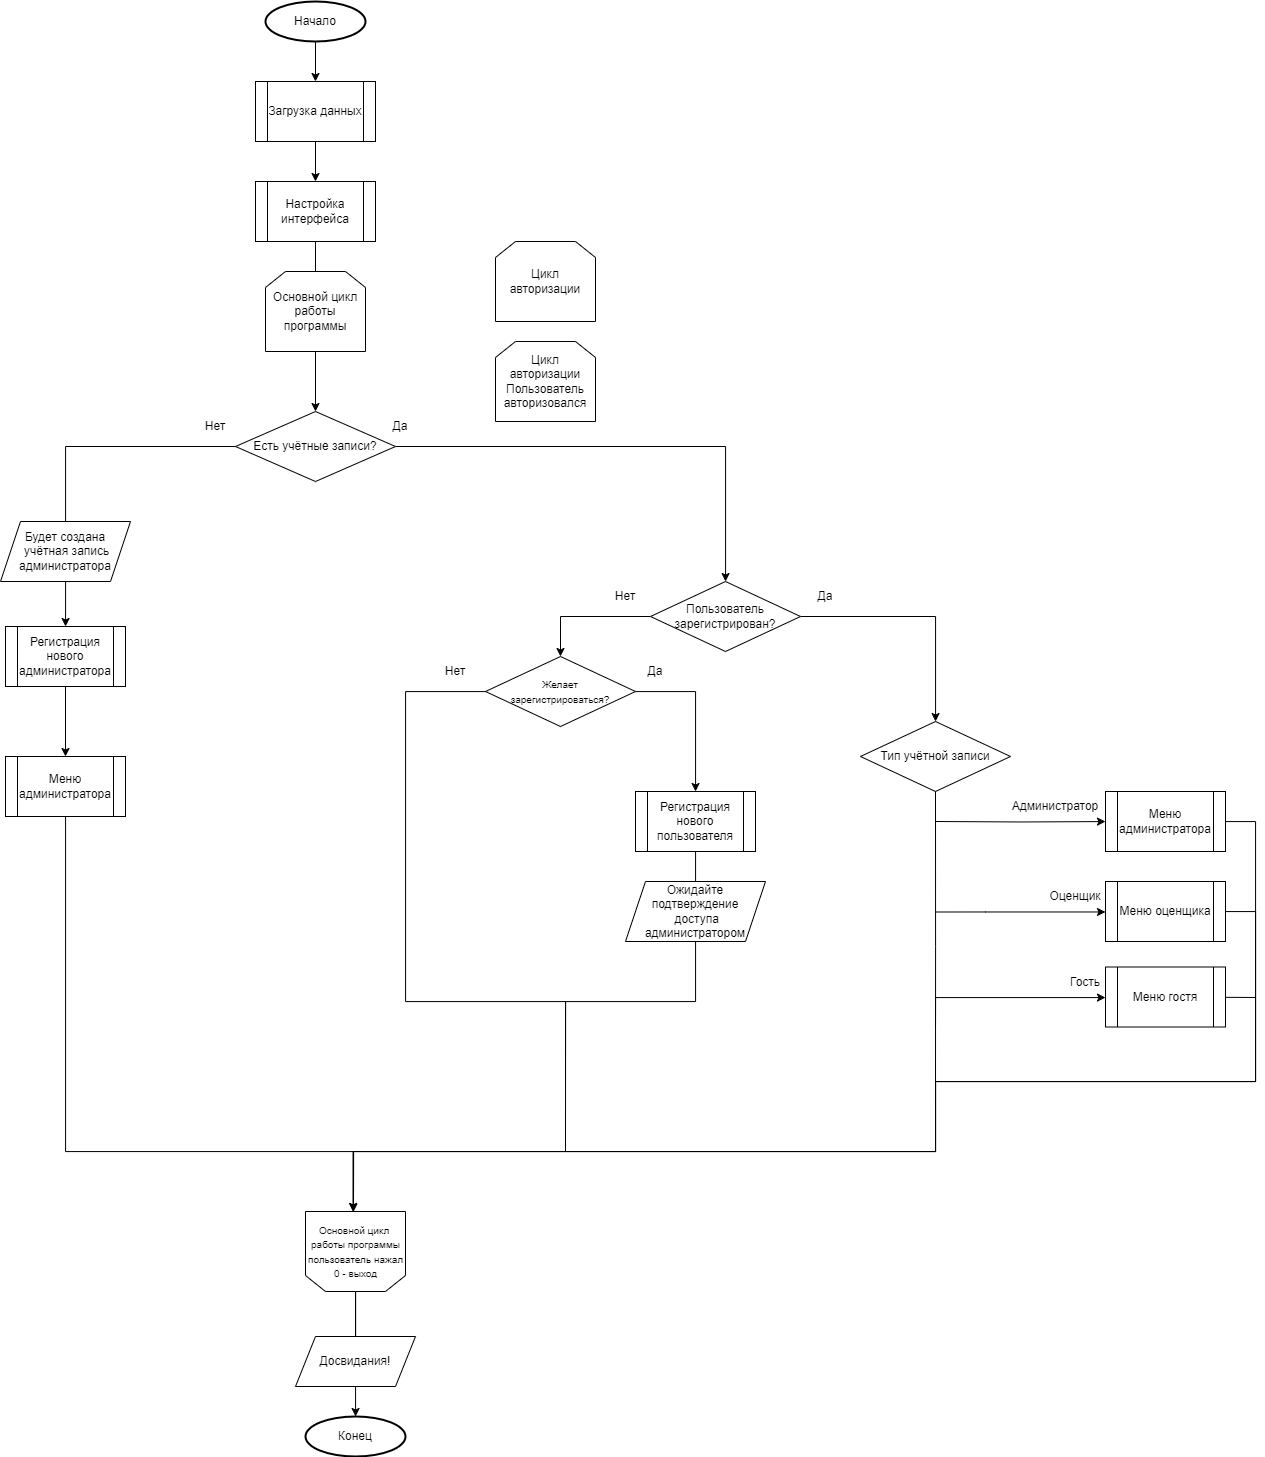 Начало
Загрузка данных
Настройка
интерфейса
Основной цикл
работы
программы
Цикл
авторизации
Цикл
авторизации
Пользователь
авторизовался
Нет
Есть учётные записи?
Да
Будет создана
учётная запись
администратора
Регистрация
нового
администратора
Меню
администратора
Нет
Пользователь
зарегистрирован?
Да
Нет
Желает
зарегистрироваться?
Да
Регистрация
нового
пользователя
Ожидайте
подтверждение
доступа
администратором
Тип учётной записи
Администратор
Меню
администратора
Оценщик
Меню оценщика
Гость
Меню гостя
Основной цикл
работы программы
пользователь нажал
0 - выход
Досвидания!
Конец